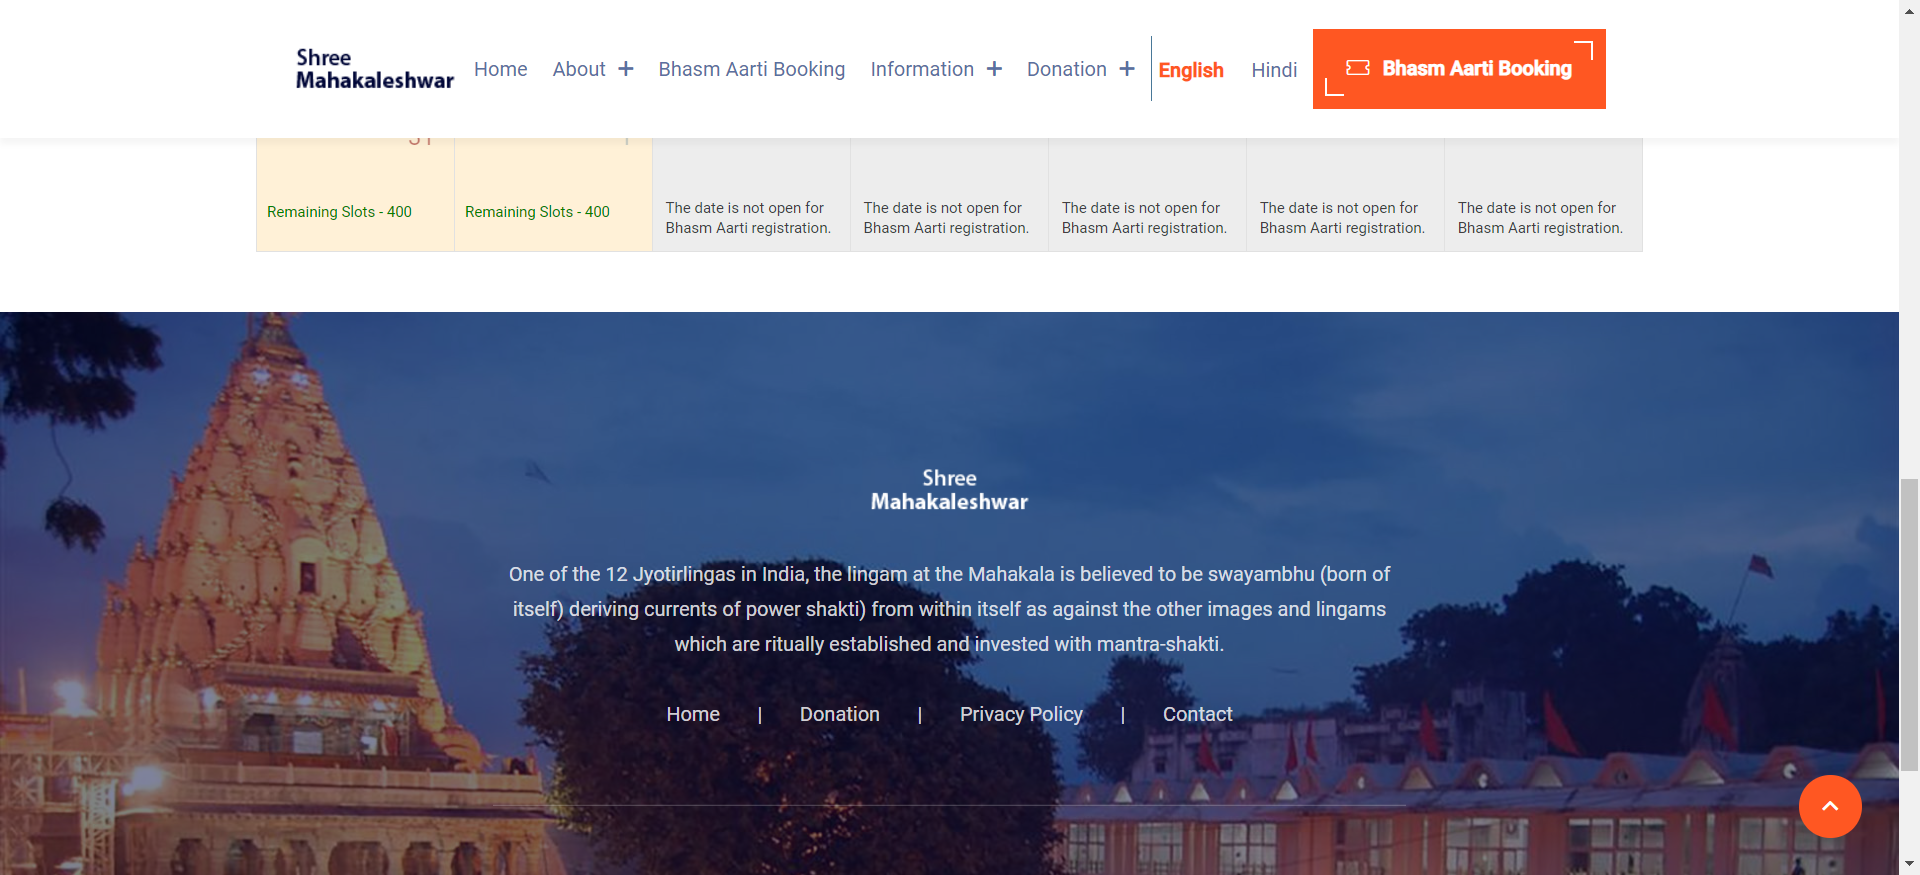 Shree
Mahakaleshwar
Home
About
Bhasm Aarti Booking
Information
Donation
English
Hindi
Bhasm Aarti Booking
Remaining Slots - 400
Remaining Slots - 400
The date is not open for
Bhasm Aarti registration.
The date is not open for
Bhasm Aarti registration.
The date is not open for
Bhasm Aarti registration.
The date is not open for
Bhasm Aarti registration.
The date is not open for
Bhasm Aarti registration.
Shree
Mahakaleshwar
One of the 12 Jyotirlingas in India, the lingam at the Mahakala is believed to be swayambhu (born of
itself) deriving currents of power shakti) from within itself as against the other images and lingams
which are ritually established and invested with mantra-shakti.
Home | Donation | Privacy Policy | Contact